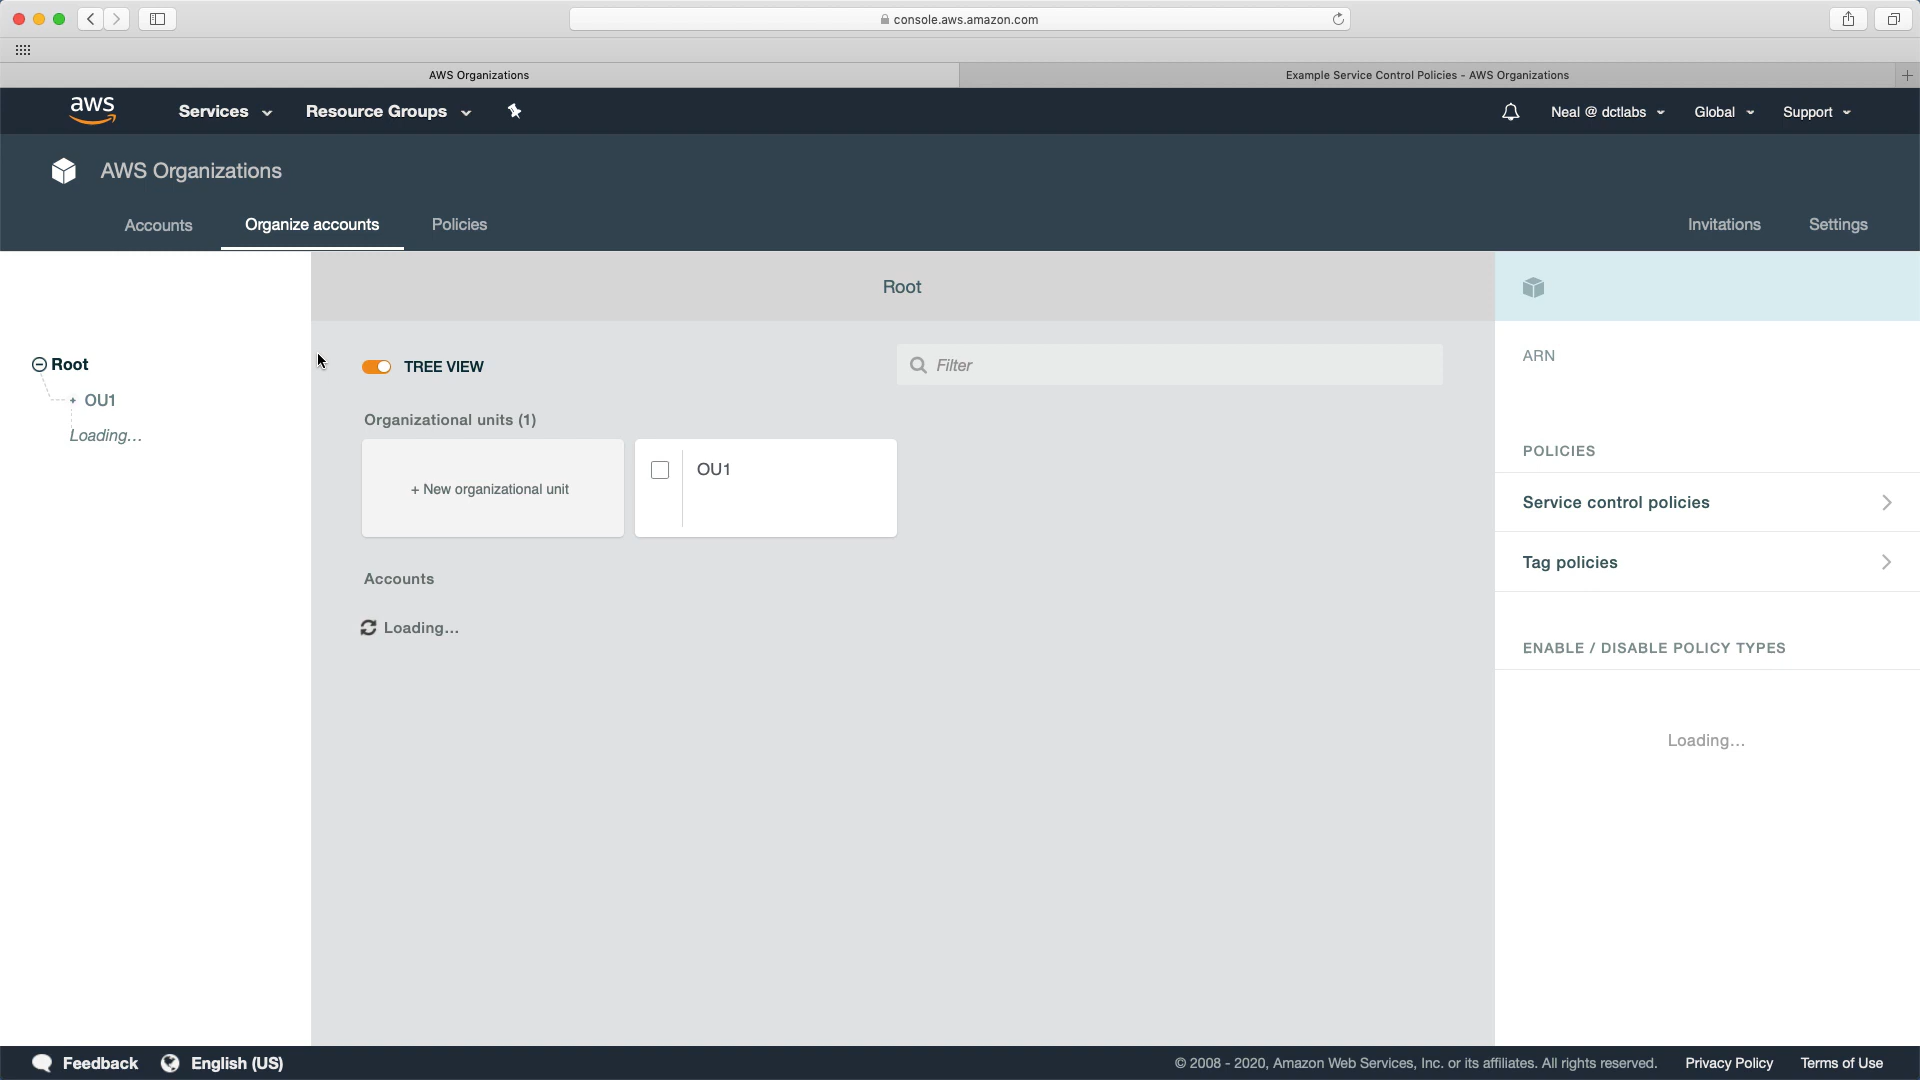 console.aws.amazon.com
AWS Organizations
Example Service Control Policies - AWS Organizations
aws
Services
Resource Groups
Neal @ dctlabs
Global
Support
AWS Organizations
Accounts
Organize accounts
Policies
Invitations
Settings
Root
Root
OU1
Loading...
TREE VIEW
Filter
Organizational units (1)
+ New organizational unit
OU1
Accounts
Loading...
ARN
POLICIES
Service control policies
Tag policies
ENABLE / DISABLE POLICY TYPES
Loading...
Feedback
English (US)
© 2008 - 2020, Amazon Web Services, Inc. or its affiliates. All rights reserved.
Privacy Policy
Terms of Use